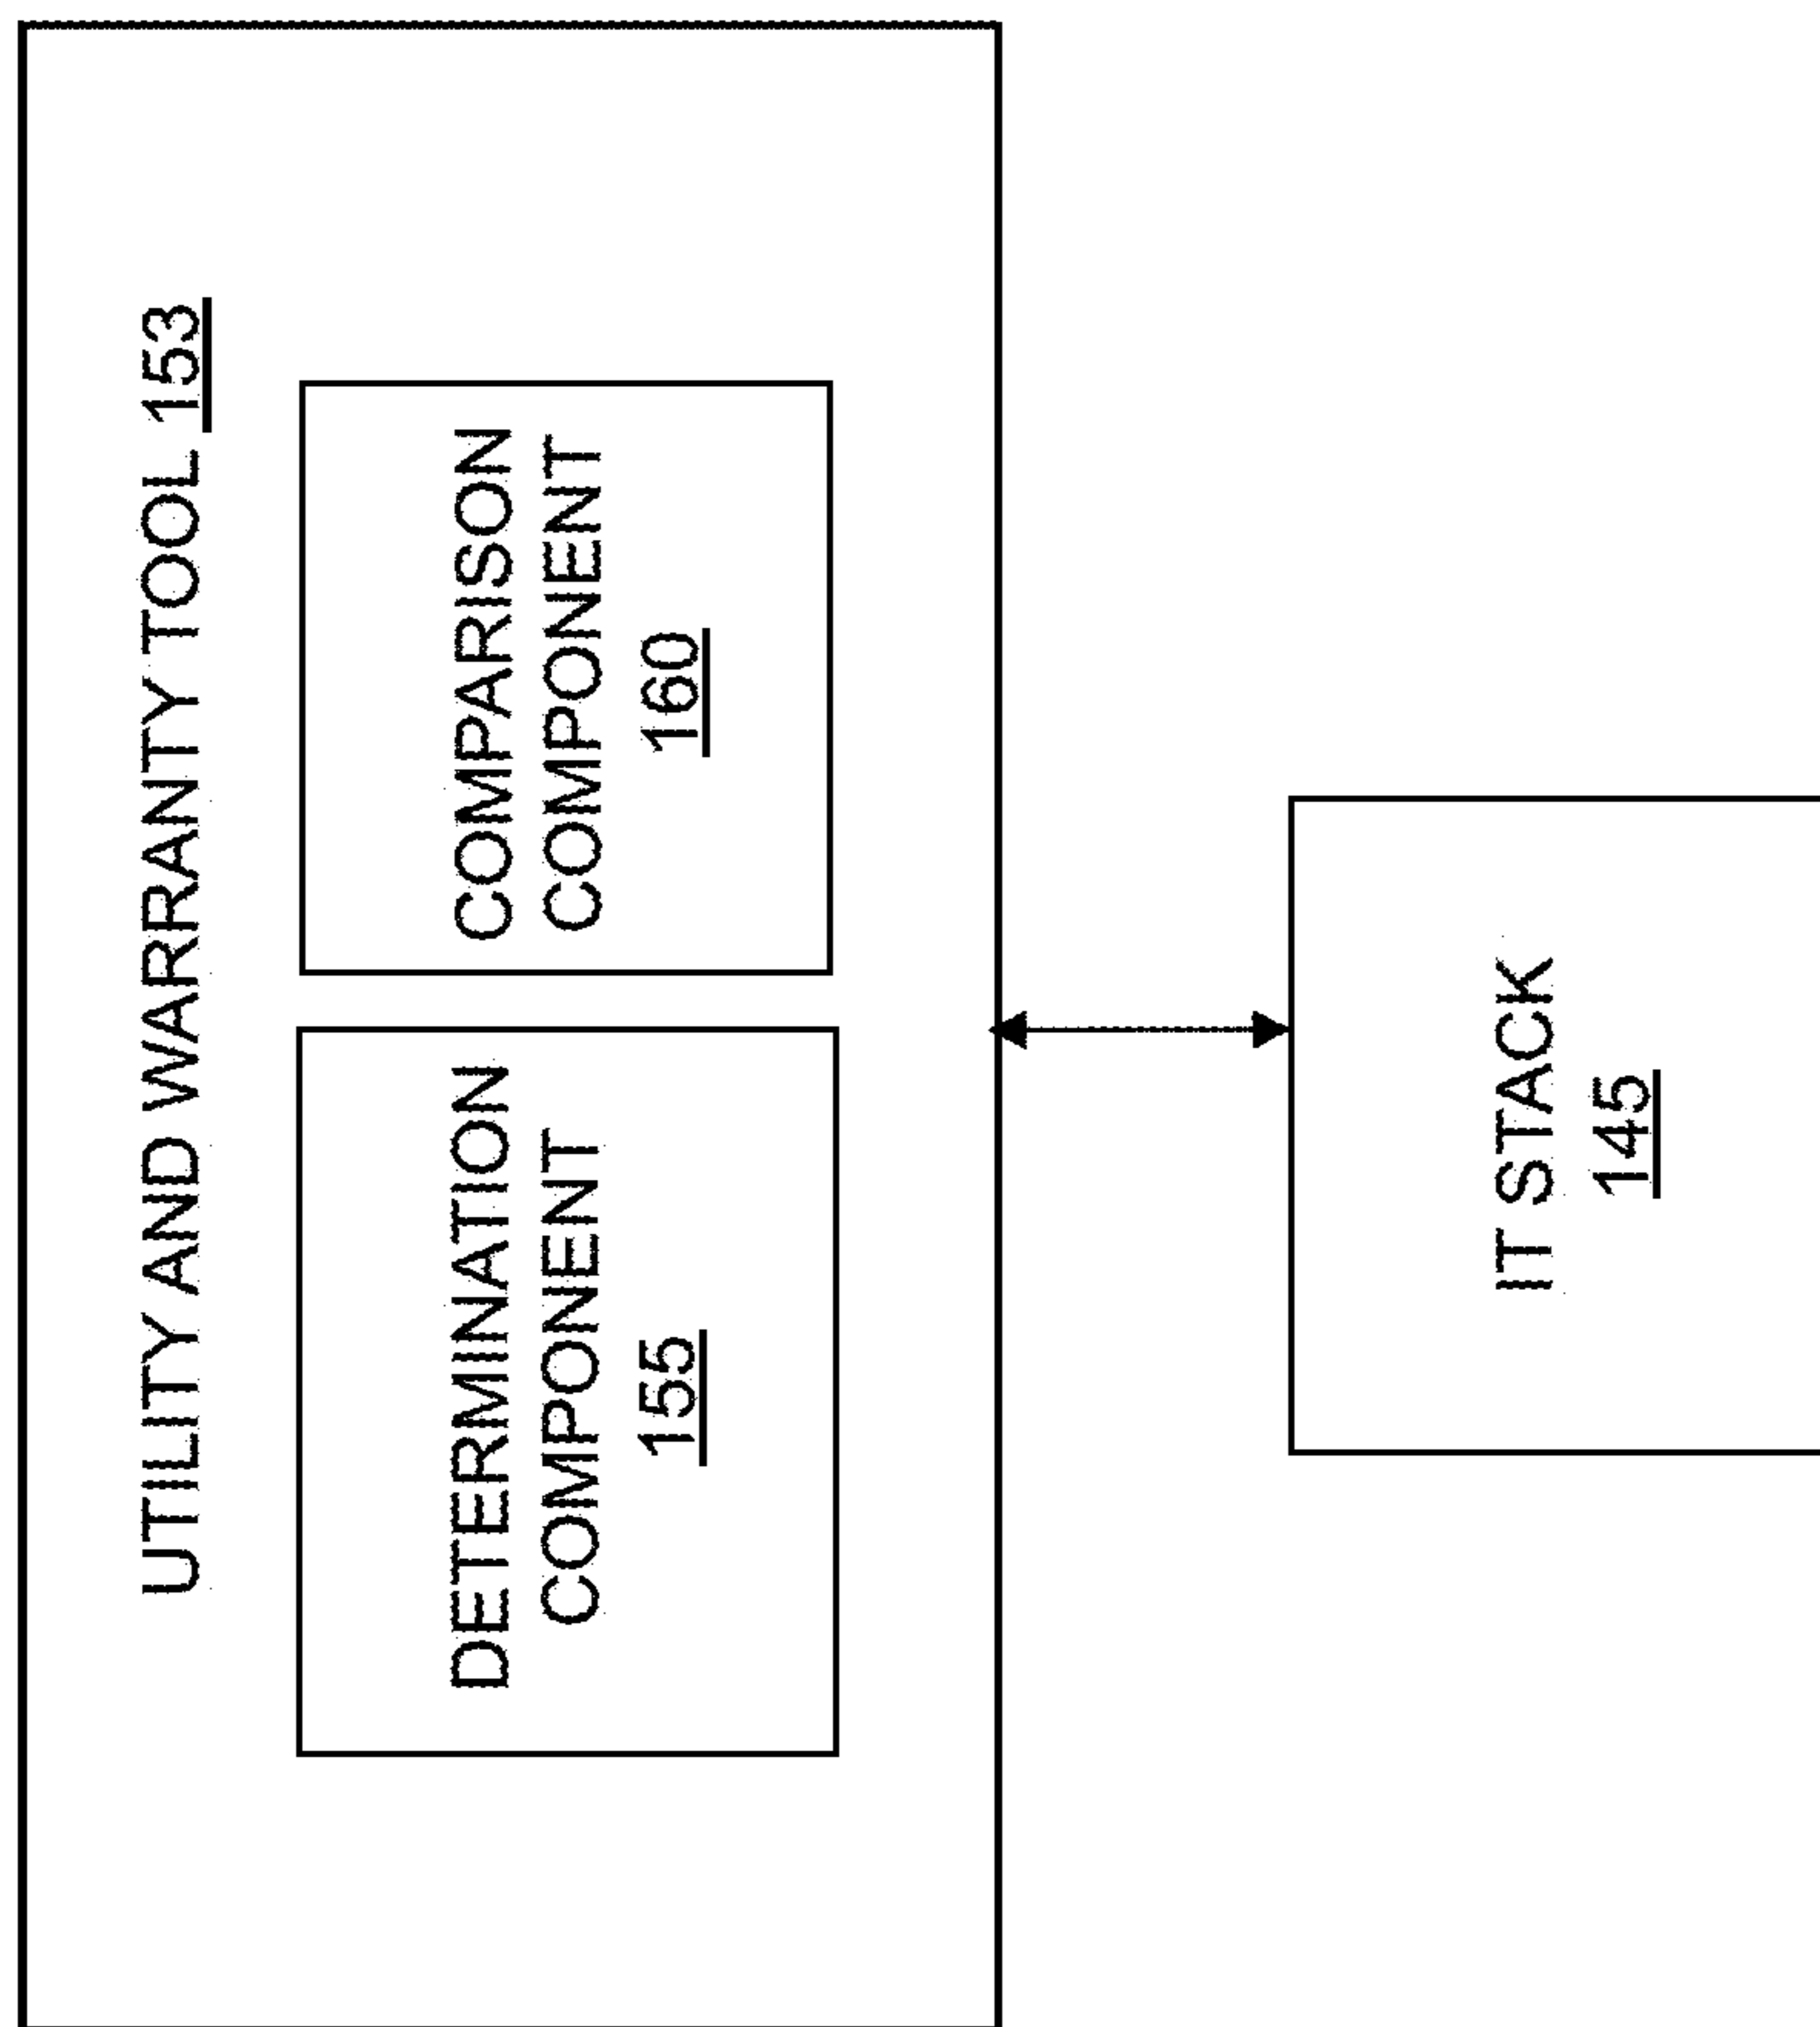 UTILITY AND WARRANTY TOOL 153
DETERMINATION
COMPONENT
155
COMPARISON
COMPONENT
160
IT STACK
145